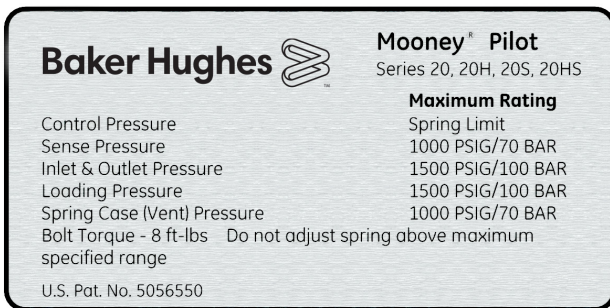 Baker Hughes
TM
Mooney® Pilot
Series 20, 20H, 20S, 20HS
Maximum Rating
Control Pressure Spring Limit
Sense Pressure 1000 PSIG/70 BAR
Inlet & Outlet Pressure 1500 PSIG/100 BAR
Loading Pressure 1500 PSIG/100 BAR
Spring Case (Vent) Pressure 1000 PSIG/70 BAR
Bolt Torque - 8 ft-lbs Do not adjust spring above maximum
specified range
U.S. Pat. No. 5056550